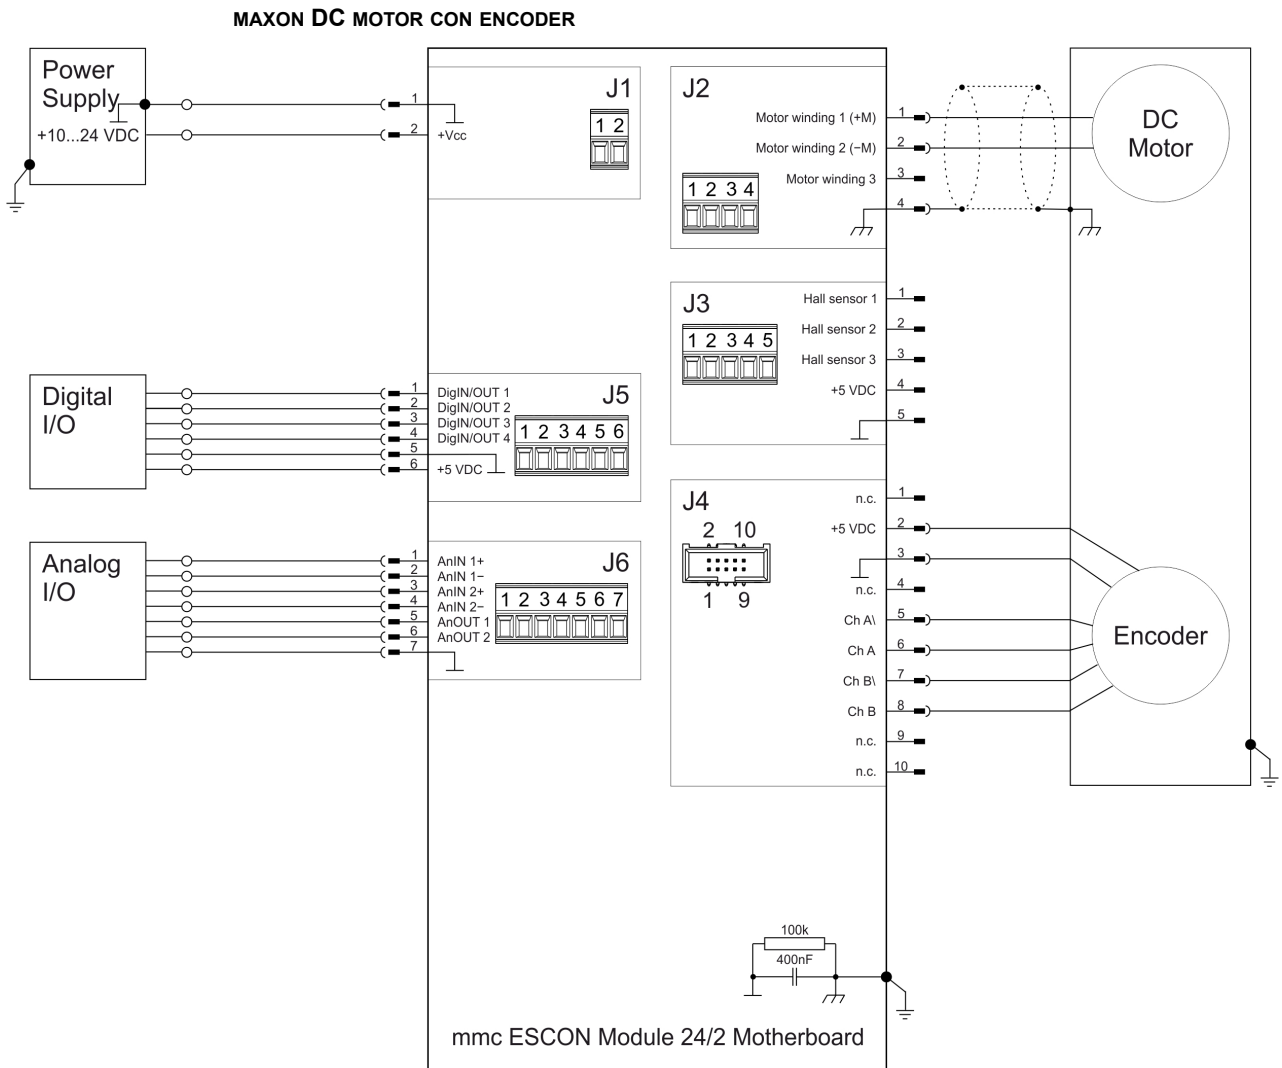 MAXON DC MOTOR CON ENCODER
Power
Supply
+10...24 VDC
1
2
+Vcc
J1
1 2
J2
1 2 3 4
Motor winding 1 (+M)
Motor winding 2 (−M)
Motor winding 3
1
2
3
4
DC
Motor
J3
1 2 3 4 5
Hall sensor 1
Hall sensor 2
Hall sensor 3
+5 VDC
1
2
3
4
5
Digital
I/O
1
2
3
4
5
6
DigIN/OUT 1
DigIN/OUT 2
DigIN/OUT 3
DigIN/OUT 4
+5 VDC
J5
1 2 3 4 5 6
Analog
I/O
1
2
3
4
5
6
7
AnIN 1+
AnIN 1−
AnIN 2+
AnIN 2−
AnOUT 1
AnOUT 2
J6
1 2 3 4 5 6 7
J4
2 10
1 9
n.c.
+5 VDC
n.c.
Ch A\
Ch A
Ch B\
Ch B
n.c.
n.c.
1
2
3
4
5
6
7
8
9
10
Encoder
100k
400nF
mmc ESCON Module 24/2 Motherboard